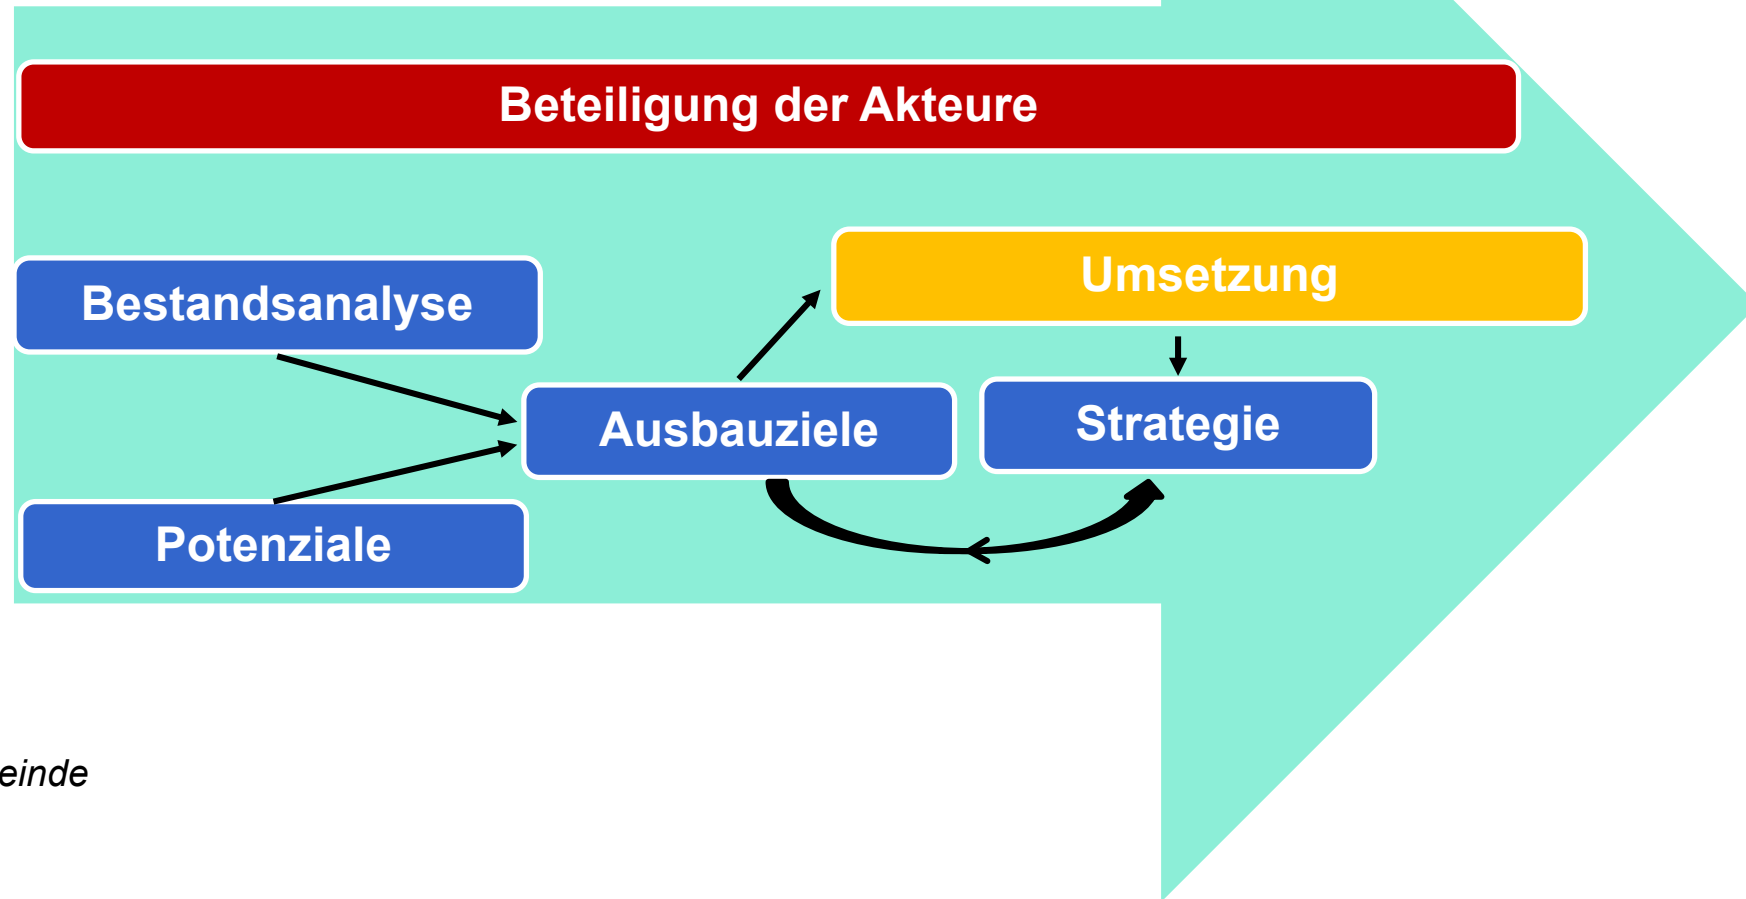 Beteiligung der Akteure
Umsetzung
Bestandsanalyse
Ausbauziele
Strategie
Potenziale
einde